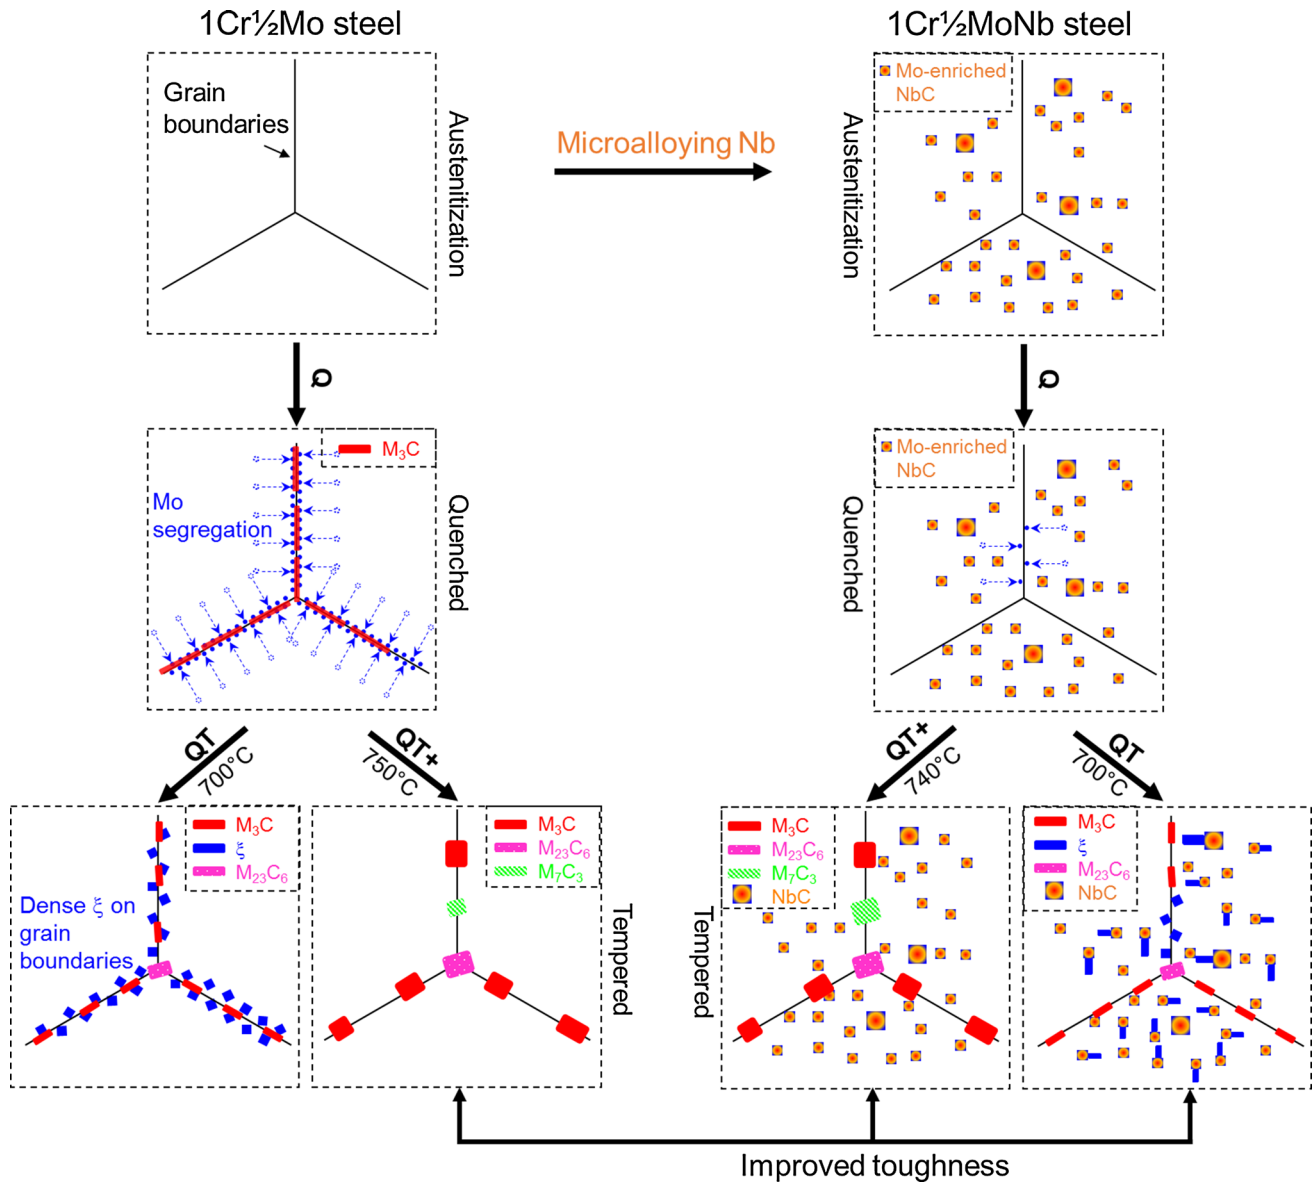 1Cr½Mo steel
1Cr½MoNb steel
Grain
boundaries
Austenitization
Microalloying Nb
Mo-enriched
NbC
Austenitization
Q
Q
M₃C
Mo
segregation
Quenched
Mo-enriched
NbC
Quenched
QT
700°C
QT+
750°C
QT+
740°C
QT
700°C
M₃C
ξ
M₂₃C₆
Dense ξ on
grain
boundaries
M₃C
M₂₃C₆
M₇C₃
Tempered
M₃C
M₂₃C₆
M₇C₃
NbC
Tempered
M₃C
ξ
M₂₃C₆
NbC
Improved toughness